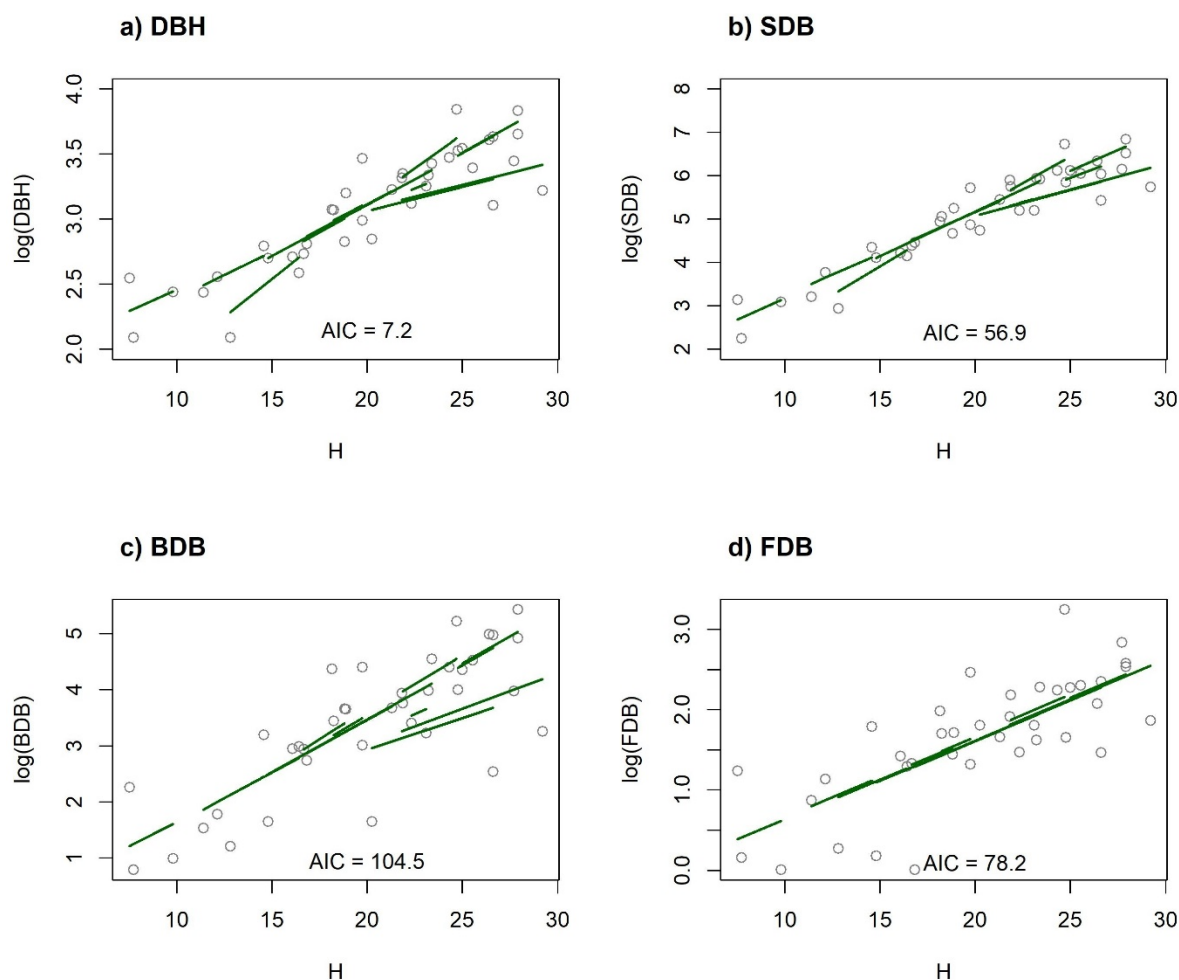 a) DBH
log(DBH)
4.0
3.5
3.0
2.5
2.0
AIC = 7.2
10 15 20 25 30
H
b) SDB
log(SDB)
8
7
6
5
4
3
2
AIC = 56.9
10 15 20 25 30
H
c) BDB
log(BDB)
5
4
3
2
1
AIC = 104.5
10 15 20 25 30
H
d) FDB
log(FDB)
3.0
2.0
1.0
0.0
AIC = 78.2
10 15 20 25 30
H